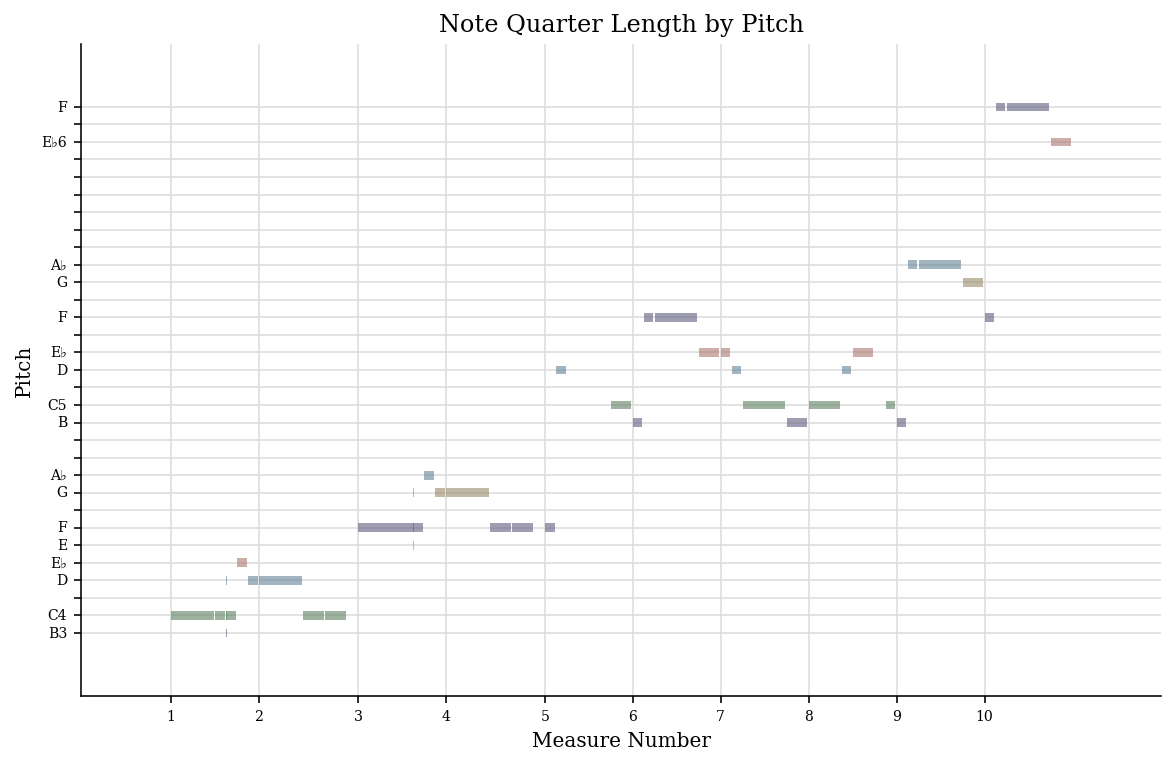 Note Quarter Length by Pitch
F
E♭6
A♭
G
F
E♭
D
C5
B
A♭
G
F
E
E♭
D
C4
B3
Pitch
1 2 3 4 5 6 7 8 9 10
Measure Number